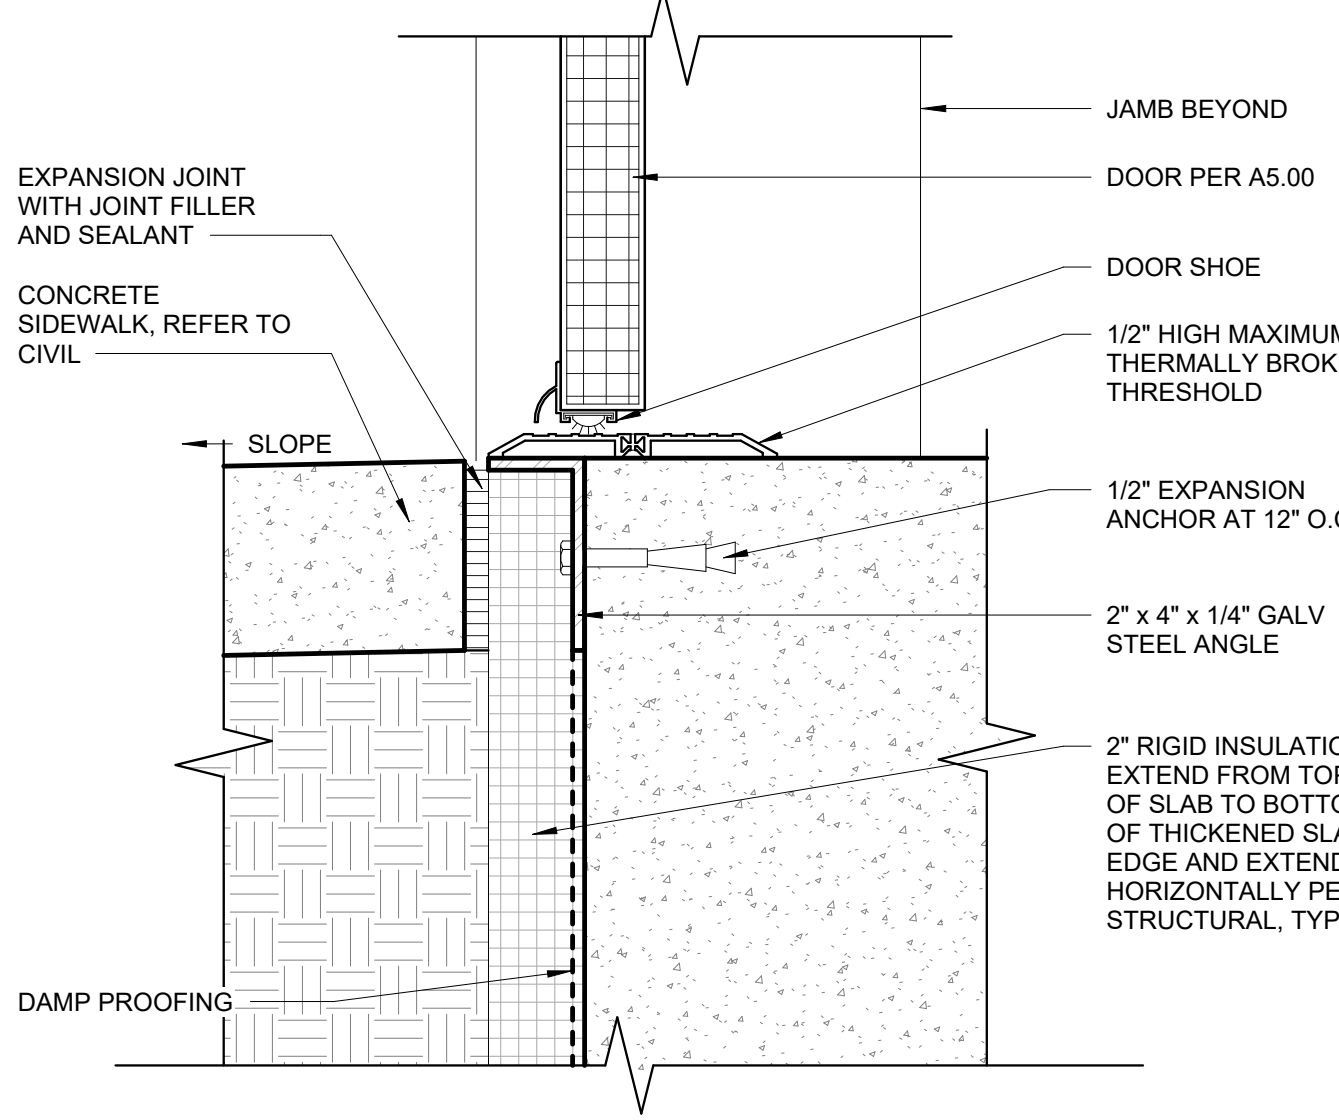 EXPANSION JOINT
WITH JOINT FILLER
AND SEALANT
CONCRETE
SIDEWALK, REFER TO
CIVIL
SLOPE
DAMP PROOFING
JAMB BEYOND
DOOR PER A5.00
DOOR SHOE
1/2" HIGH MAXIMUM
THERMALLY BROK
THRESHOLD
1/2" EXPANSION
ANCHOR AT 12" O.C
2" x 4" x 1/4" GALV
STEEL ANGLE
2" RIGID INSULATIO
EXTEND FROM TOP
OF SLAB TO BOTTO
OF THICKENED SLA
EDGE AND EXTEND
HORIZONTALLY PE
STRUCTURAL, TYP